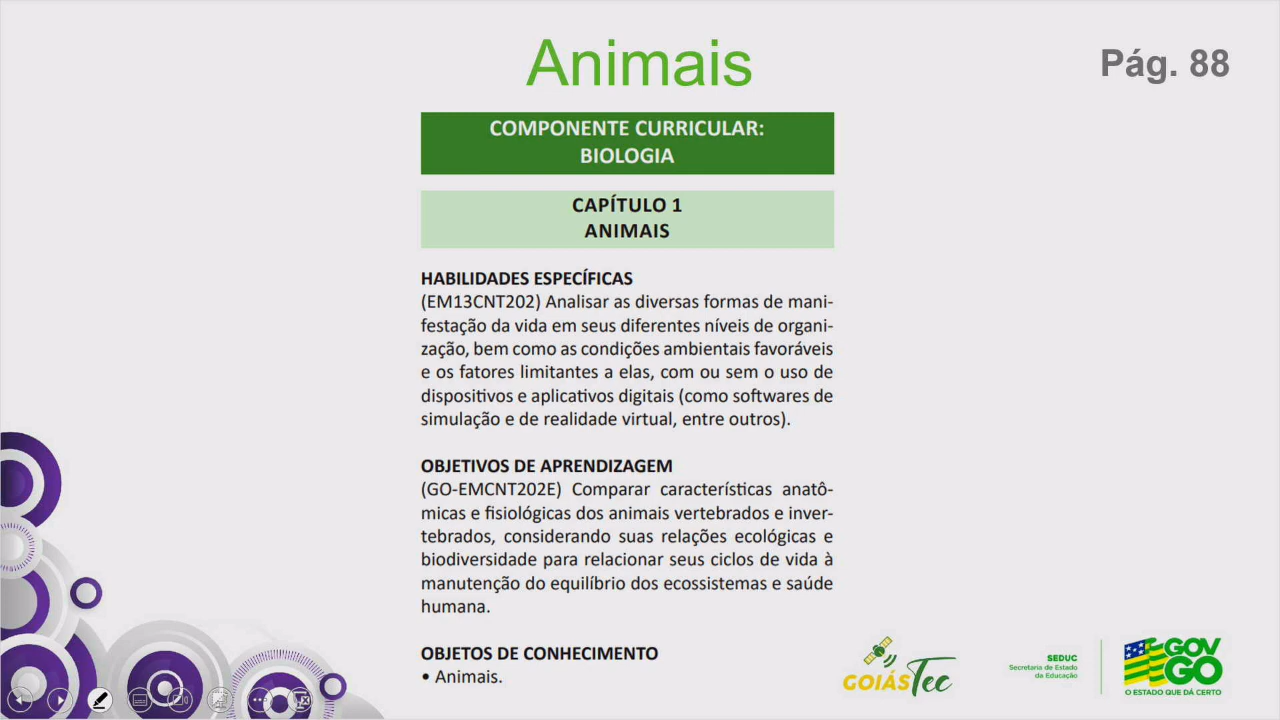 Animais
Pág. 88
COMPONENTE CURRICULAR:
BIOLOGIA
CAPÍTULO 1
ANIMAIS
HABILIDADES ESPECÍFICAS
(EM13CNT202) Analisar as diversas formas de mani-
festação da vida em seus diferentes níveis de organi-
zação, bem como as condições ambientais favoráveis
e os fatores limitantes a elas, com ou sem o uso de
dispositivos e aplicativos digitais (como softwares de
simulação e de realidade virtual, entre outros).
OBJETIVOS DE APRENDIZAGEM
(GO-EMCNT202E) Comparar características anatô-
micas e fisiológicas dos animais vertebrados e inver-
tebrados, considerando suas relações ecológicas e
biodiversidade para relacionar seus ciclos de vida à
manutenção do equilíbrio dos ecossistemas e saúde
humana.
OBJETOS DE CONHECIMENTO
• Animais.
GOIÁSTec
SEDUC
Secretaria de Estado
da Educação
GOV
GO
O ESTADO QUE DÁ CERTO